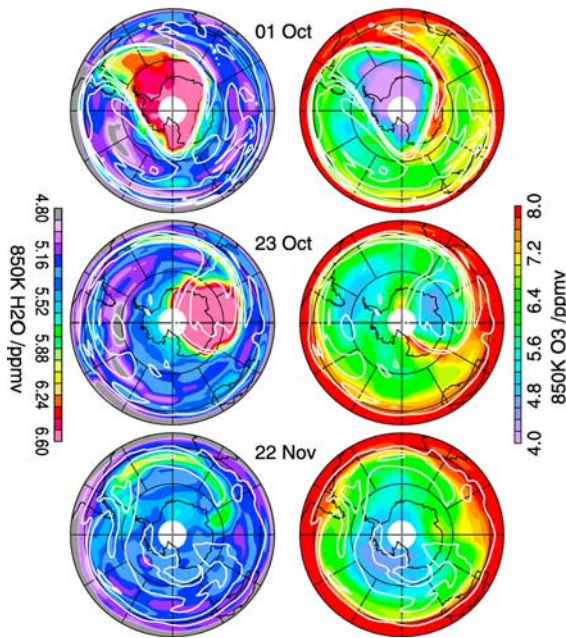 01 Oct
23 Oct
22 Nov
850K H2O /ppmv
4.80
5.16
5.52
5.88
6.24
6.60
850K O3 /ppmv
8.0
7.2
6.4
5.6
4.8
4.0